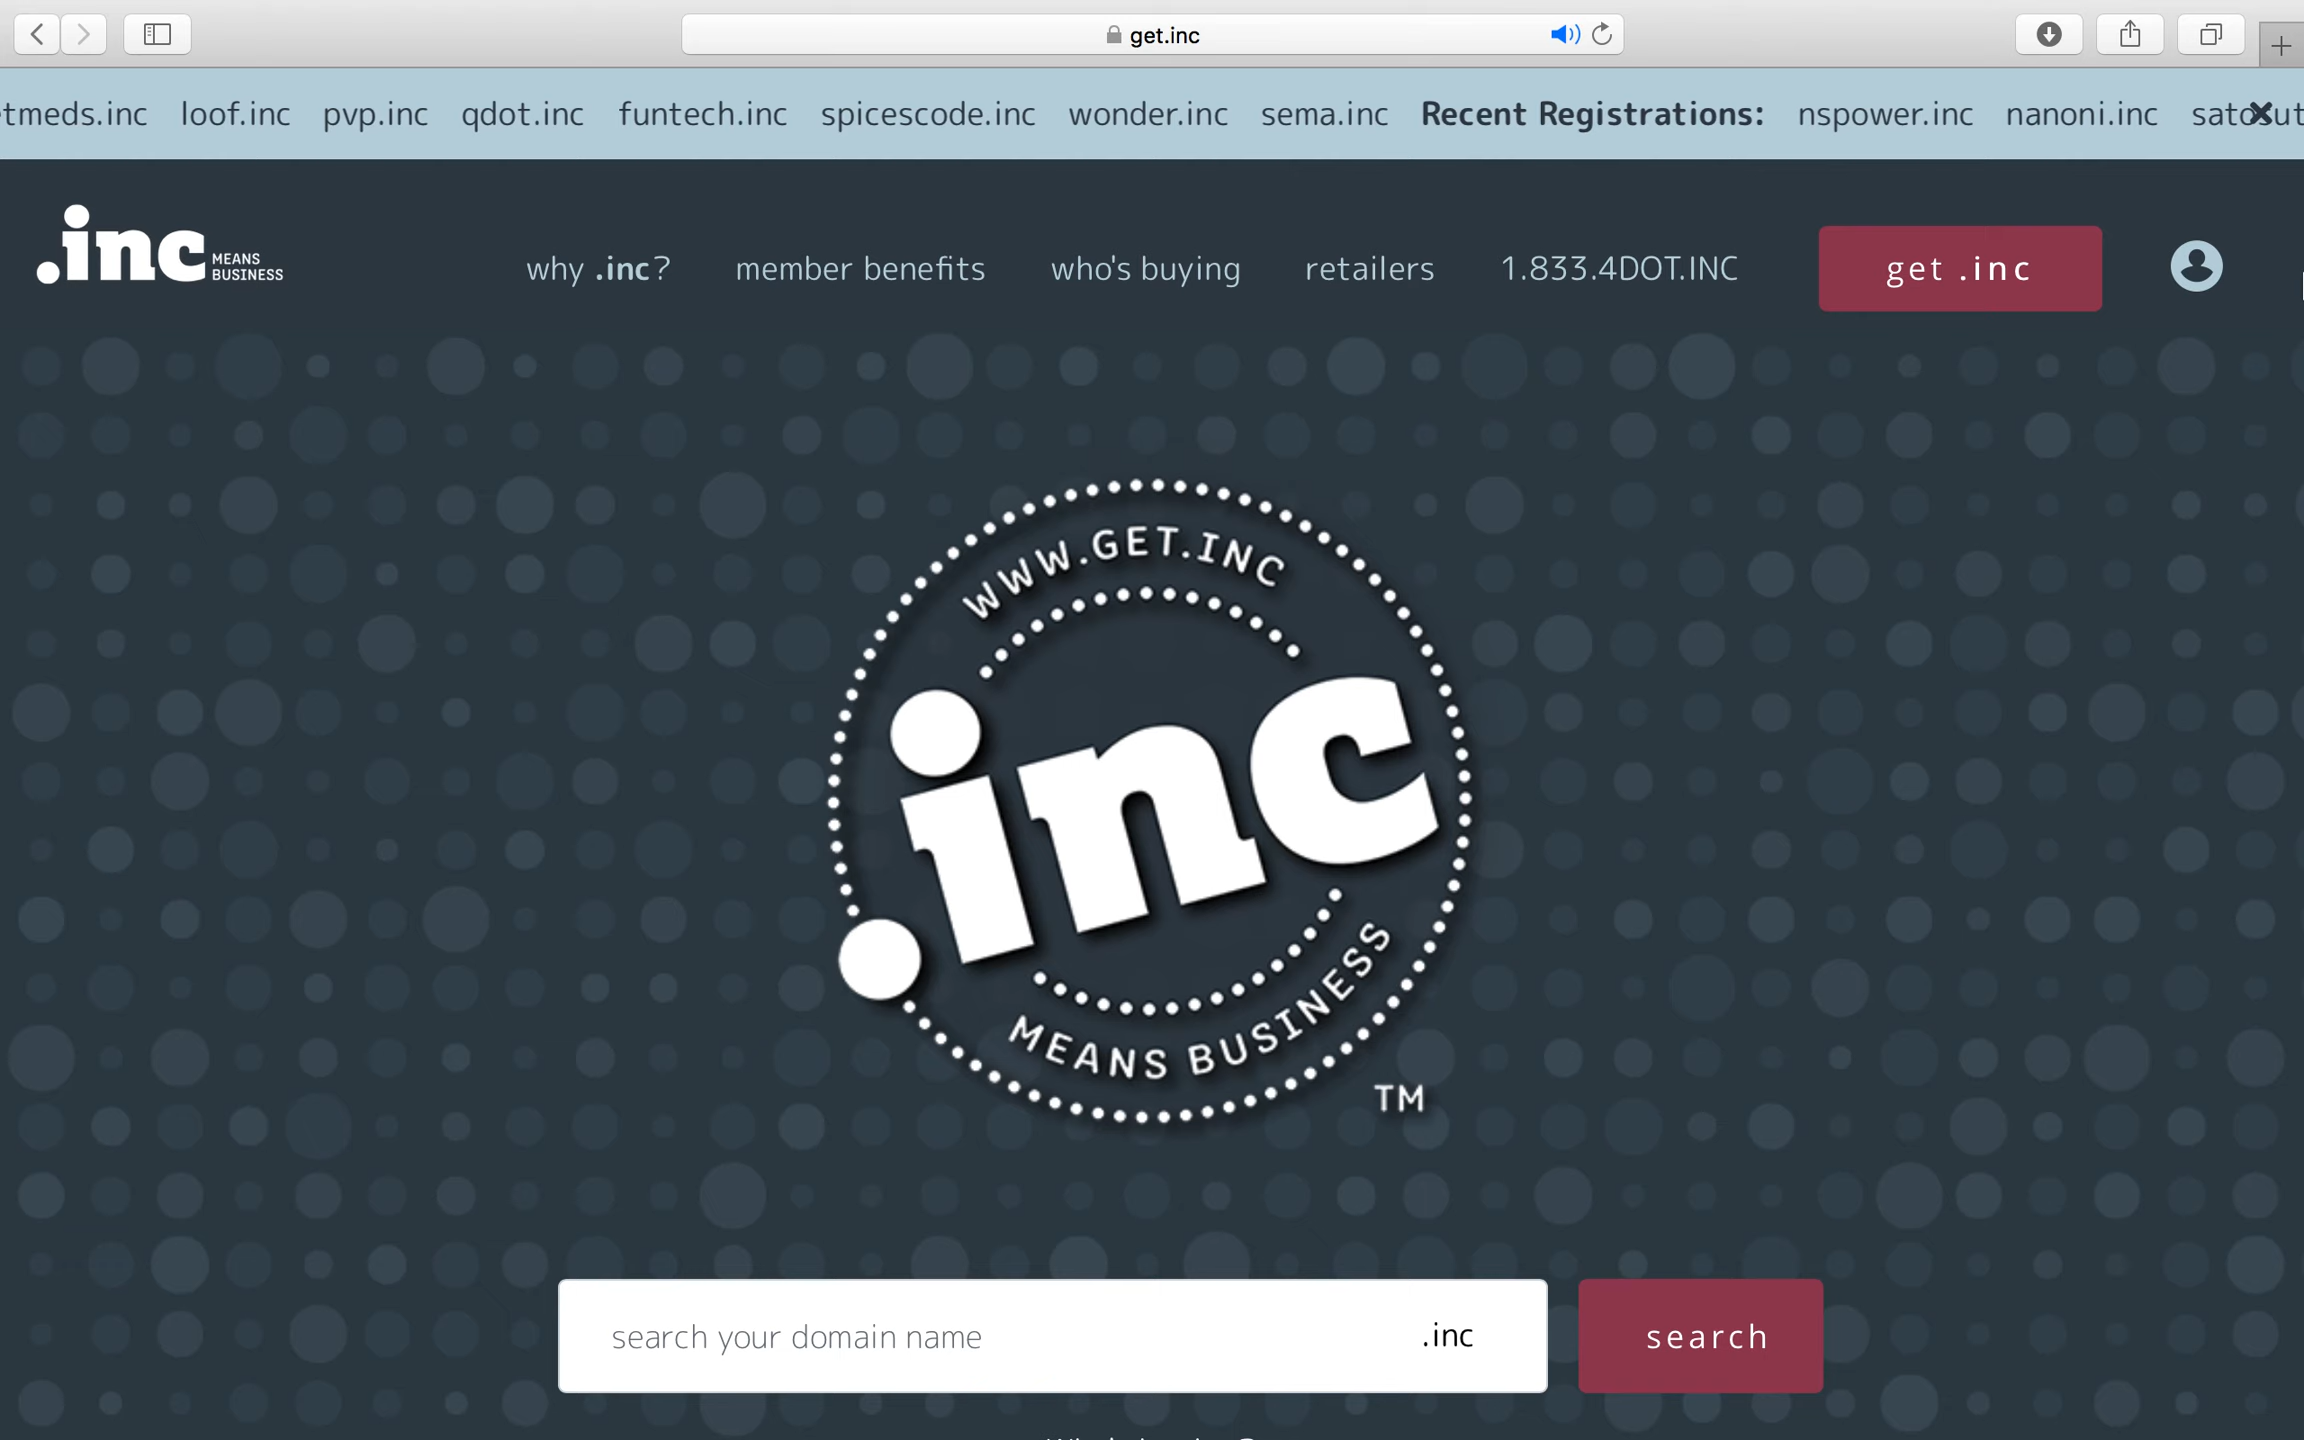 get.inc
loof.inc pvp.inc qdot.inc funtech.inc spicescode.inc wonder.inc sema.inc Recent Registrations: nspower.inc nanoni.inc
.inc MEANS BUSINESS
why .inc? member benefits who's buying retailers 1.833.4DOT.INC get .inc
WWW.GET.INC
.inc
MEANS BUSINESS
TM
search your domain name .inc search